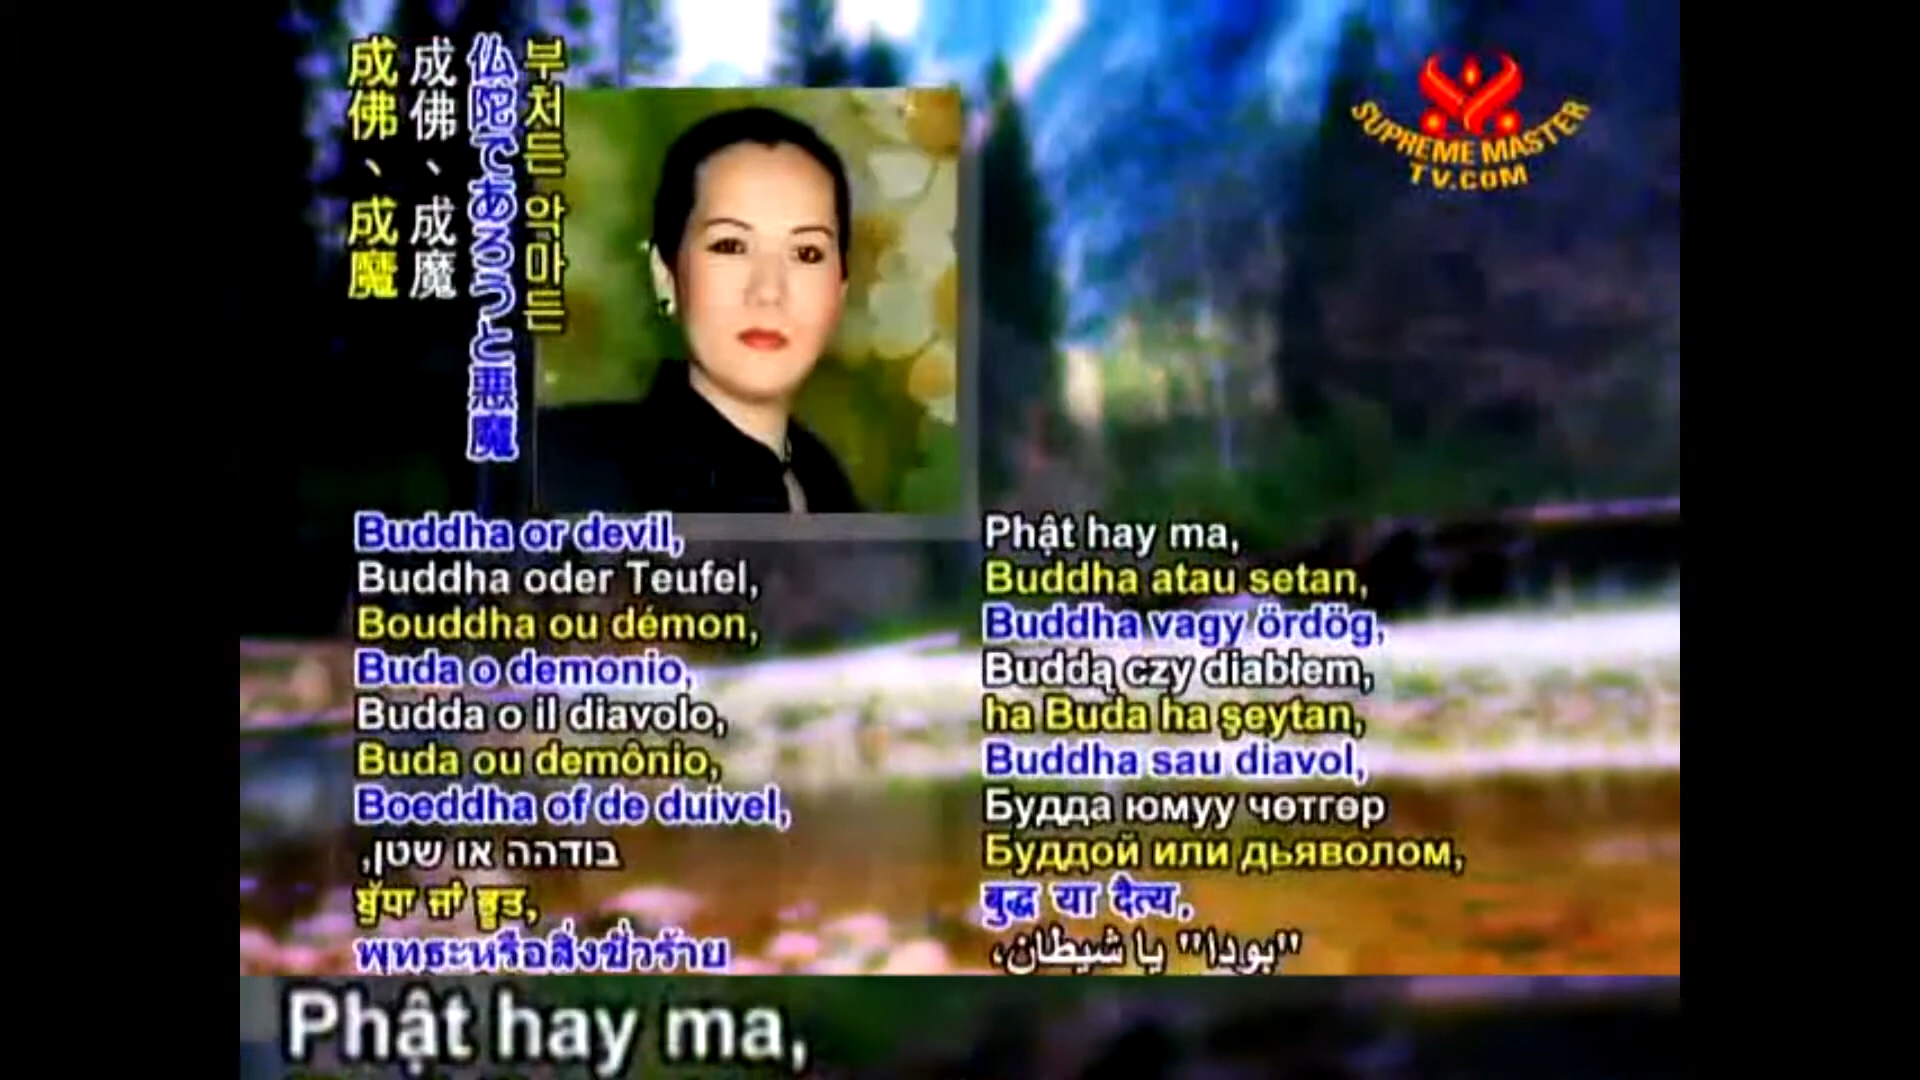 成佛、成魔
成佛、成魔
仏陀であろうと悪魔
부처든 악마든
SUPREME MASTER
TV.COM
Buddha or devil,
Buddha oder Teufel,
Bouddha ou démon,
Buda o demonio,
Budda o il diavolo,
Buda ou demônio,
Boeddha of de duivel,
בודהה או שטן,
ਬੁੱਧਾ ਜਾਂ ਭੂਤ,
พุทธะหรือสิ่งชั่วร้าย
Phật hay ma,
Buddha atau setan,
Buddha vagy ördög,
Buddą czy diabłem,
ha Buda ha şeytan,
Buddha sau diavol,
Будда юмуу чөтгөр
Буддой или дьяволом,
बुद्ध या दैत्य,
"بودا" یا شیطان،
Phật hay ma,